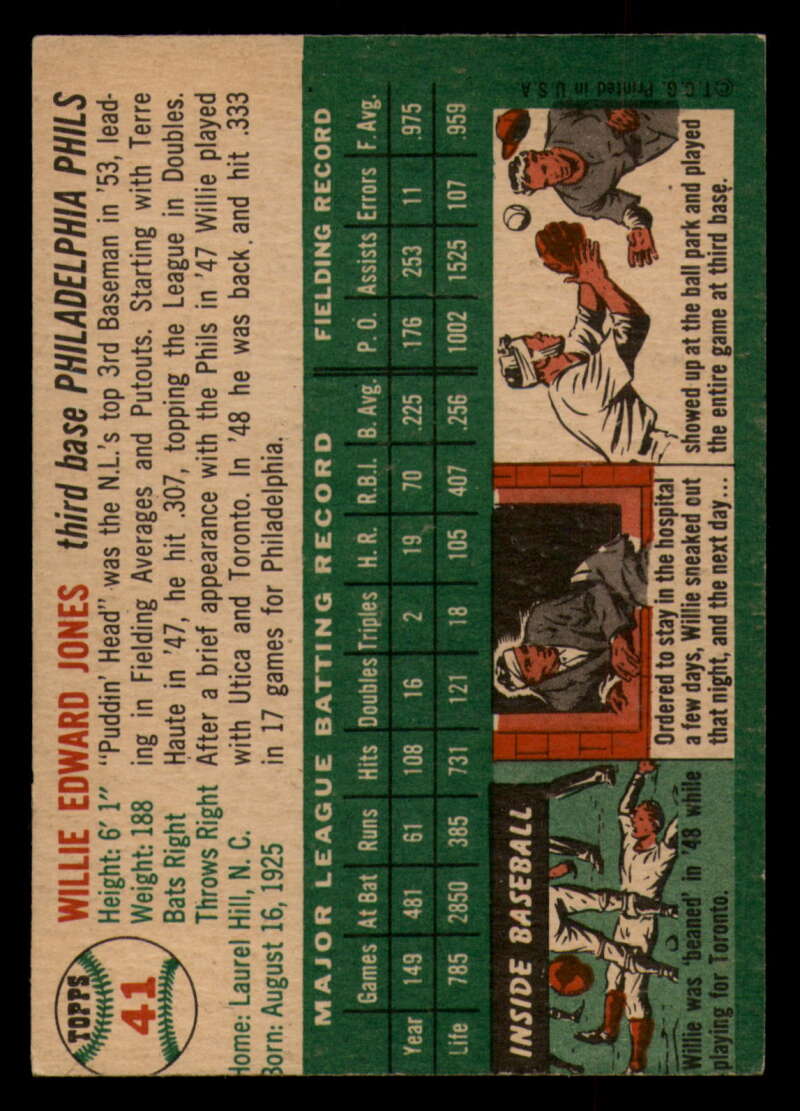 TOPPS
41
WILLIE EDWARD JONES third base PHILADELPHIA PHILS
Height: 6' 1"
Weight: 188
Bats Right
Throws Right
Home: Laurel Hill, N. C.
Born: August 16, 1925
"Puddin' Head" was the N.L.'s top 3rd Baseman in '53, lead-
ing in Fielding Averages and Putouts. Starting with Terre
Haute in '47, he hit .307, topping the League in Doubles.
After a brief appearance with the Phils in '47 Willie played
with Utica and Toronto. In '48 he was back and hit .333
in 17 games for Philadelphia.
MAJOR LEAGUE BATTING RECORD FIELDING RECORD
Games At Bat Runs Hits Doubles Triples H. R. R.B.I. B. Avg. P. O. Assists Errors F. Avg.
Year 149 481 61 108 16 2 19 70 .225 176 253 11 .975
Life 785 2850 385 731 121 18 105 407 .256 1002 1525 107 .959
INSIDE BASEBALL
Willie was 'beaned' in '48 while
playing for Toronto.
Ordered to stay in the hospital
a few days, Willie sneaked out
that night, and the next day...
showed up at the ball park and played
the entire game at third base.
©T.C.G. Printed in U.S.A